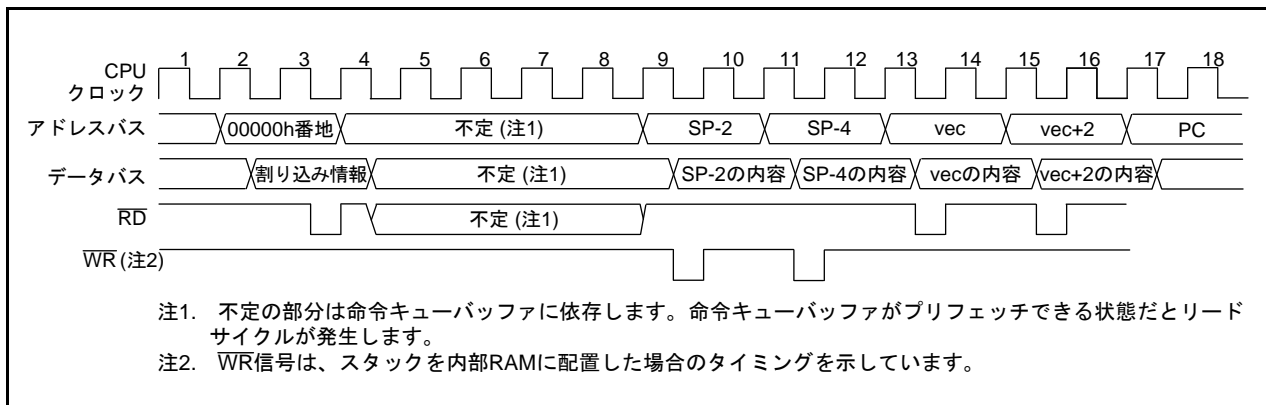 1 2 3 4 5 6 7 8 9 10 11 12 13 14 15 16 17 18
CPU
クロック
アドレスバス 00000h番地 不定 (注1) SP-2 SP-4 vec vec+2 PC
データバス 割り込み情報 不定 (注1) SP-2の内容 SP-4の内容 vecの内容 vec+2の内容
RD 不定 (注1)
WR (注2)
注1. 不定の部分は命令キューバッファに依存します。命令キューバッファがプリフェッチできる状態だとリード
サイクルが発生します。
注2. WR信号は、スタックを内部RAMに配置した場合のタイミングを示しています。